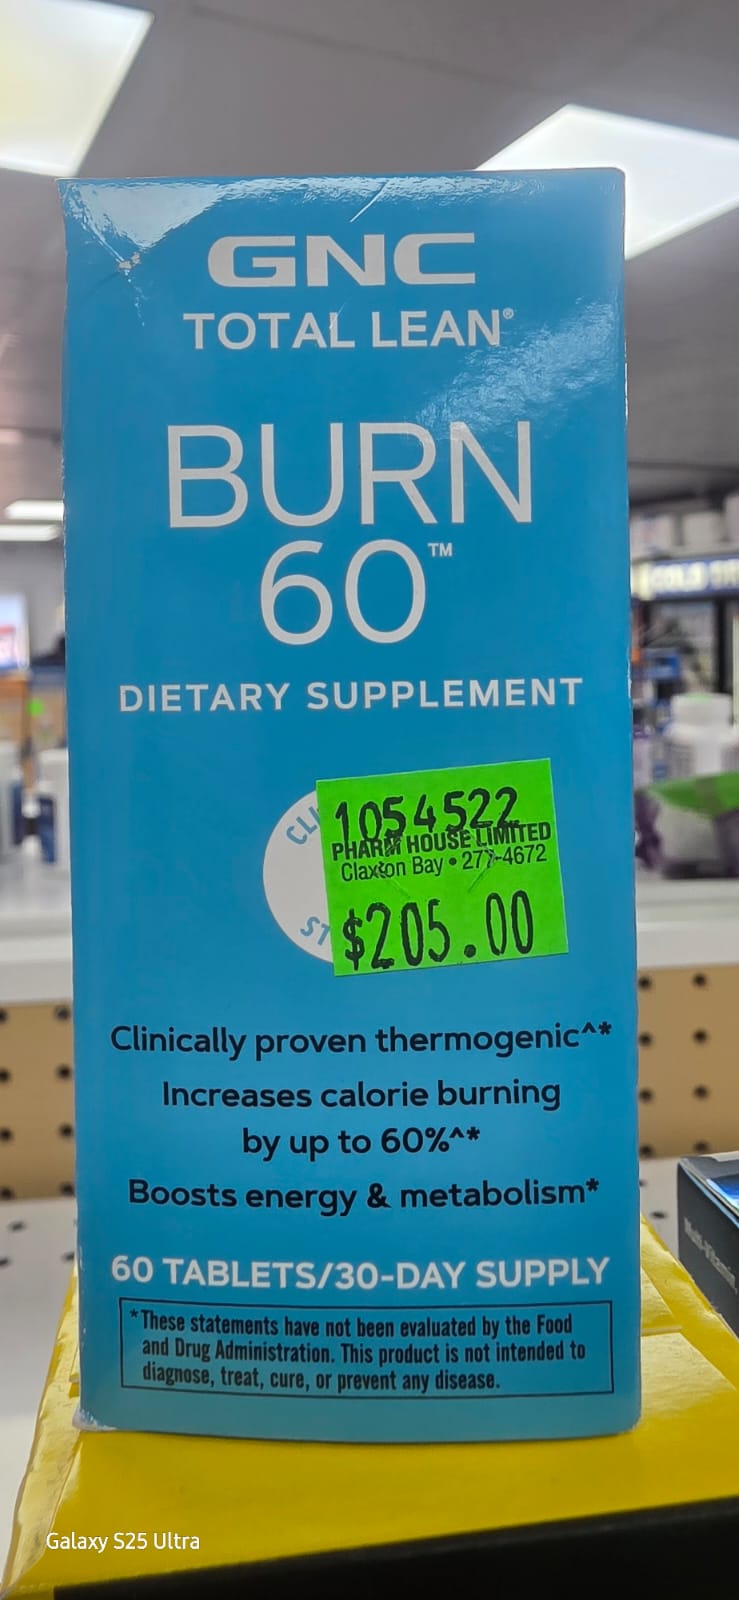 GNC
TOTAL LEAN®
BURN
60™
DIETARY SUPPLEMENT
CLI
1054522
PHARM HOUSE LIMITED
Claxton Bay • 277-4672
ST
$205.00
Clinically proven thermogenic^*
Increases calorie burning
by up to 60%^*
Boosts energy & metabolism*
60 TABLETS/30-DAY SUPPLY
*These statements have not been evaluated by the Food
and Drug Administration. This product is not intended to
diagnose, treat, cure, or prevent any disease.
Galaxy S25 Ultra